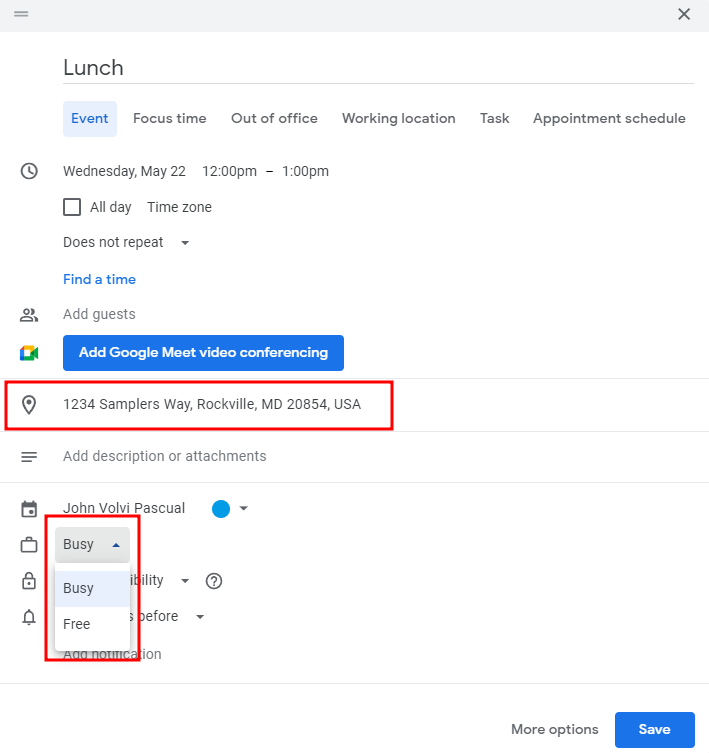 Lunch
Event Focus time Out of office Working location Task Appointment schedule
Wednesday, May 22 12:00pm – 1:00pm
All day Time zone
Does not repeat
Find a time
Add guests
Add Google Meet video conferencing
1234 Samplers Way, Rockville, MD 20854, USA
Add description or attachments
John Volvi Pascual
Busy
Busy
Free
before
Add notification
More options Save